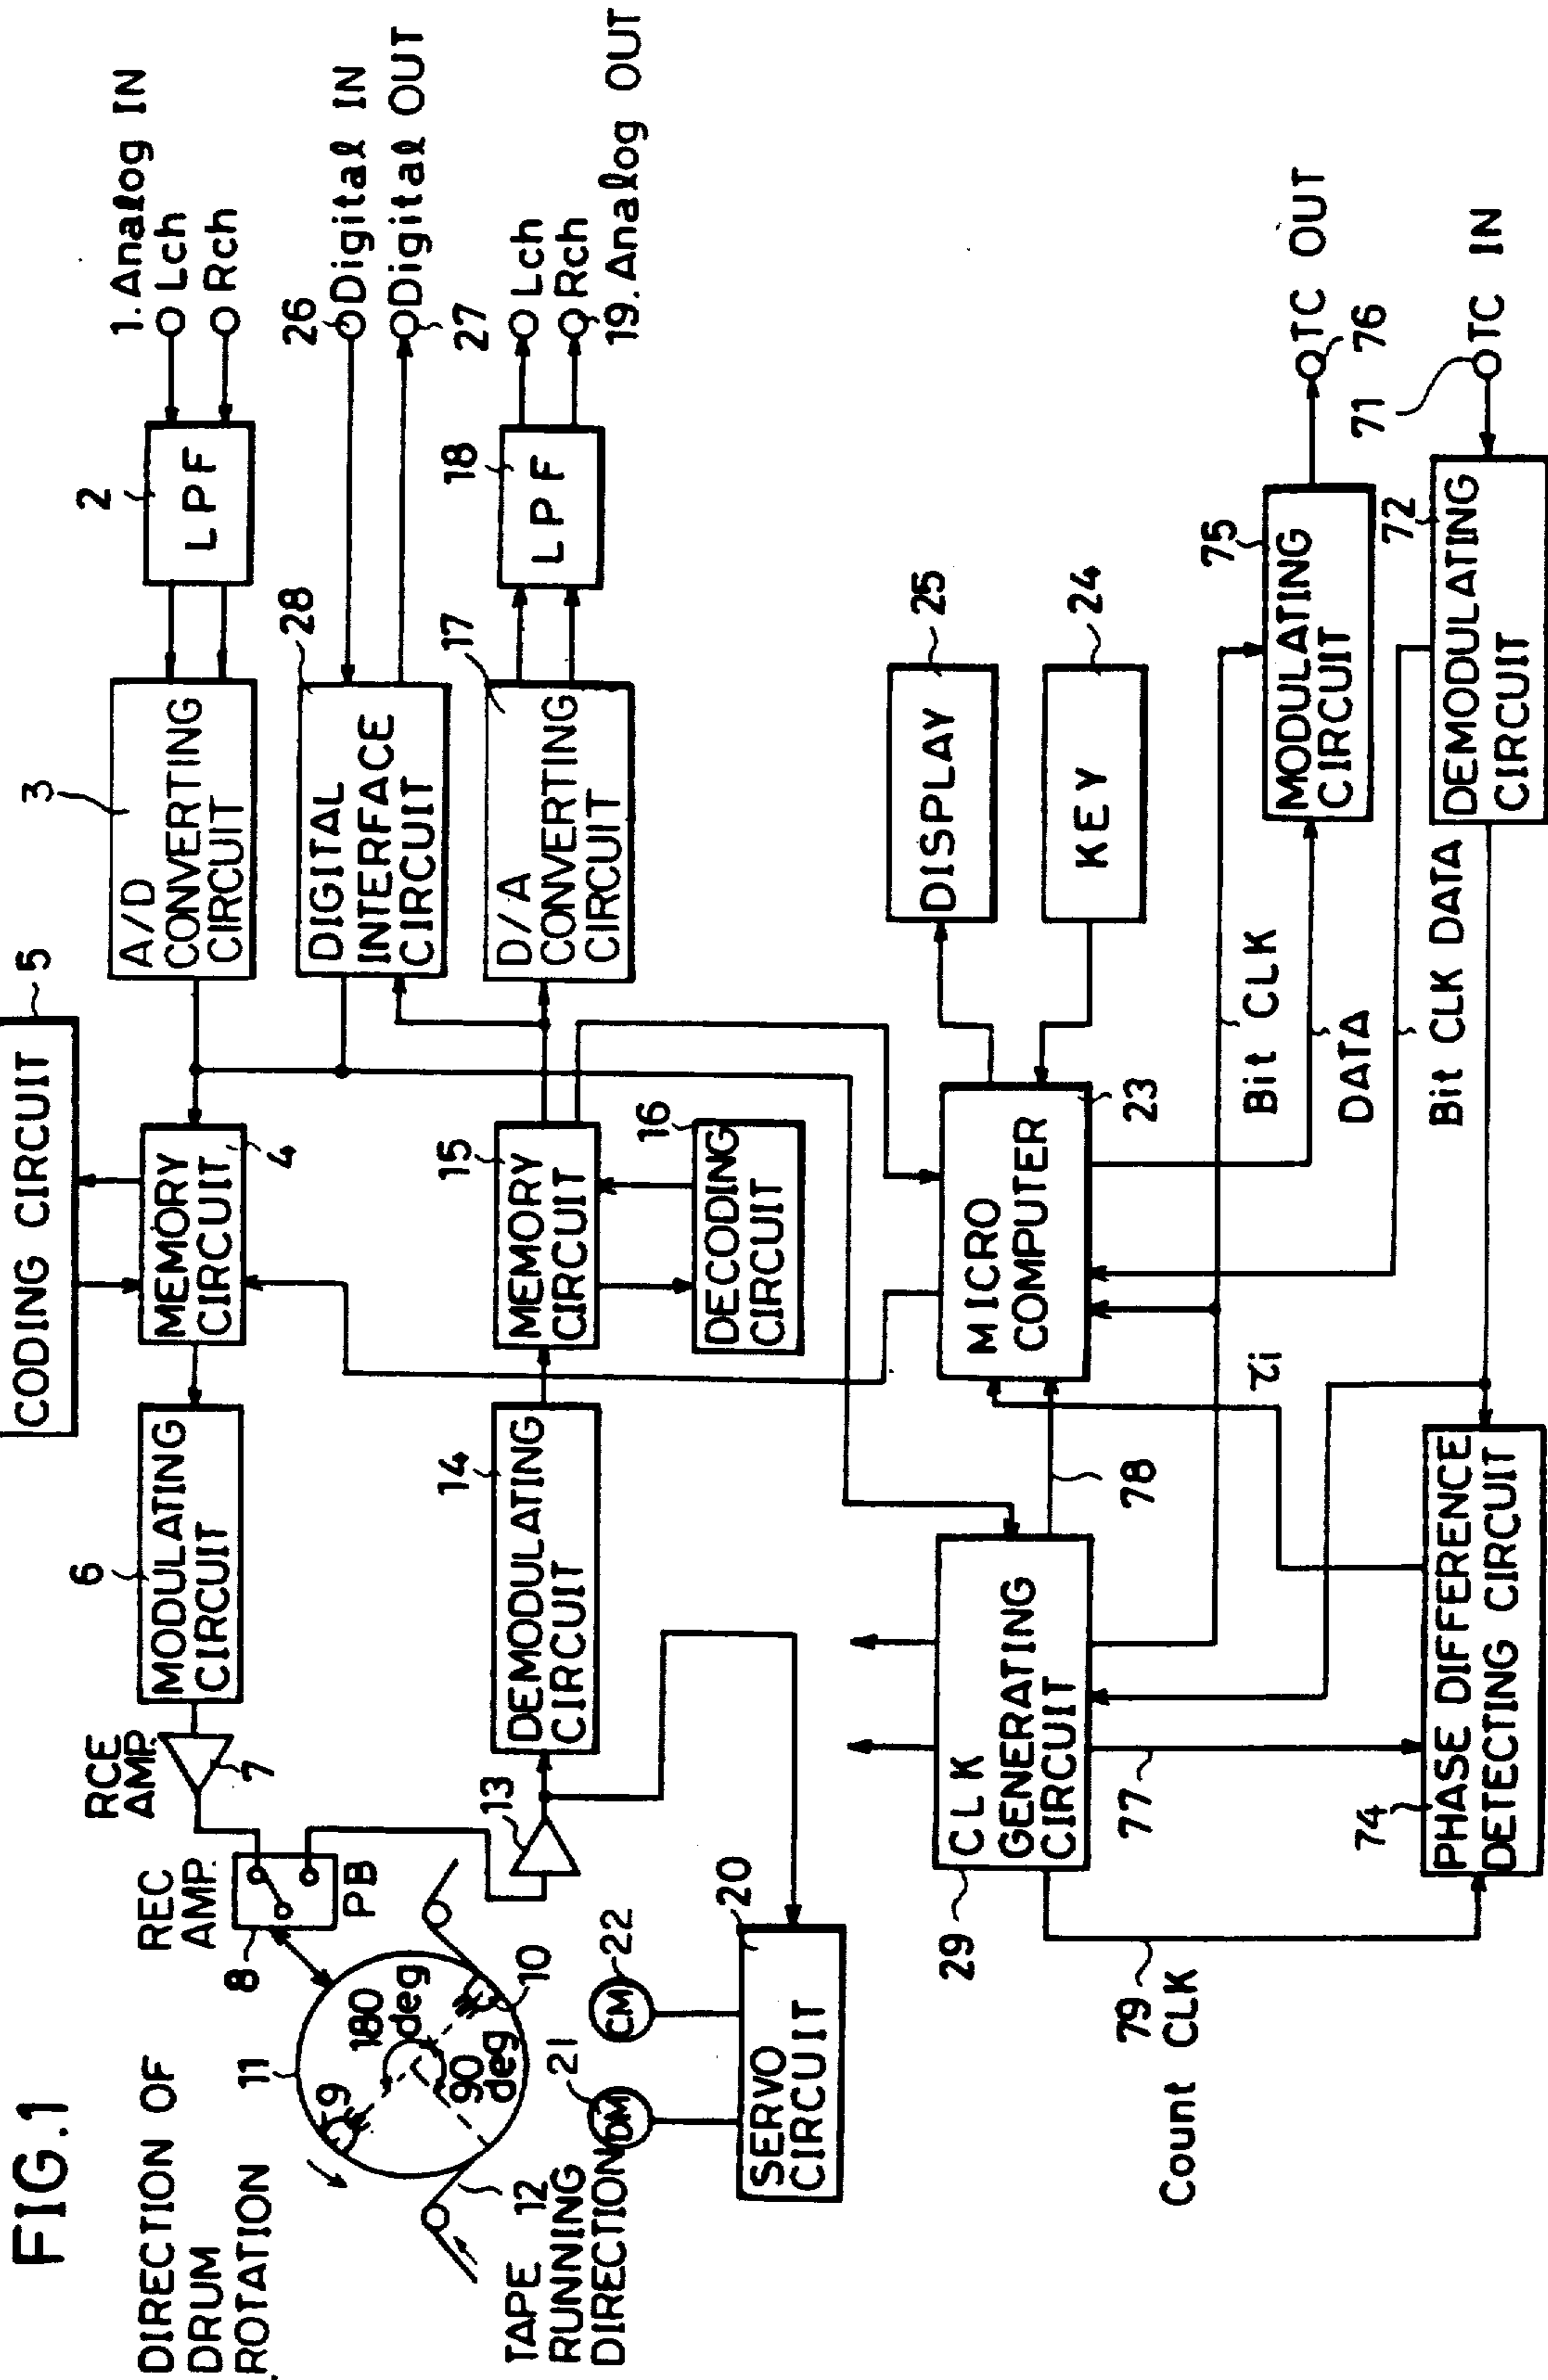 FIG.1
DIRECTION OF
DRUM
ROTATION
TAPE 12
RUNNING
DIRECTION
11
9
180
deg
90
deg
10
8
REC
AMP.
PB
RCE
AMP.
7
6
MODULATING
CIRCUIT
CODING CIRCUIT
5
MEMORY
CIRCUIT
4
3
A/D
CONVERTING
CIRCUIT
2
LPF
1. Analog IN
Lch
Rch
28
DIGITAL
INTERFACE
CIRCUIT
26
Digital IN
Digital OUT
27
13
14
DEMODULATING
CIRCUIT
15
MEMORY
CIRCUIT
16
DECODING
CIRCUIT
17
D/A
CONVERTING
CIRCUIT
18
LPF
Lch
Rch
19. Analog OUT
21
DM
22
CM
20
SERVO
CIRCUIT
29
CLK
GENERATING
CIRCUIT
78
MICRO
COMPUTER
23
DISPLAY
25
KEY
24
77
79
Count CLK
74
PHASE DIFFERENCE
DETECTING CIRCUIT
Bit CLK
DATA
Bit CLK DATA
75
MODULATING
CIRCUIT
TC OUT
76
72
DEMODULATING
CIRCUIT
71
TC IN